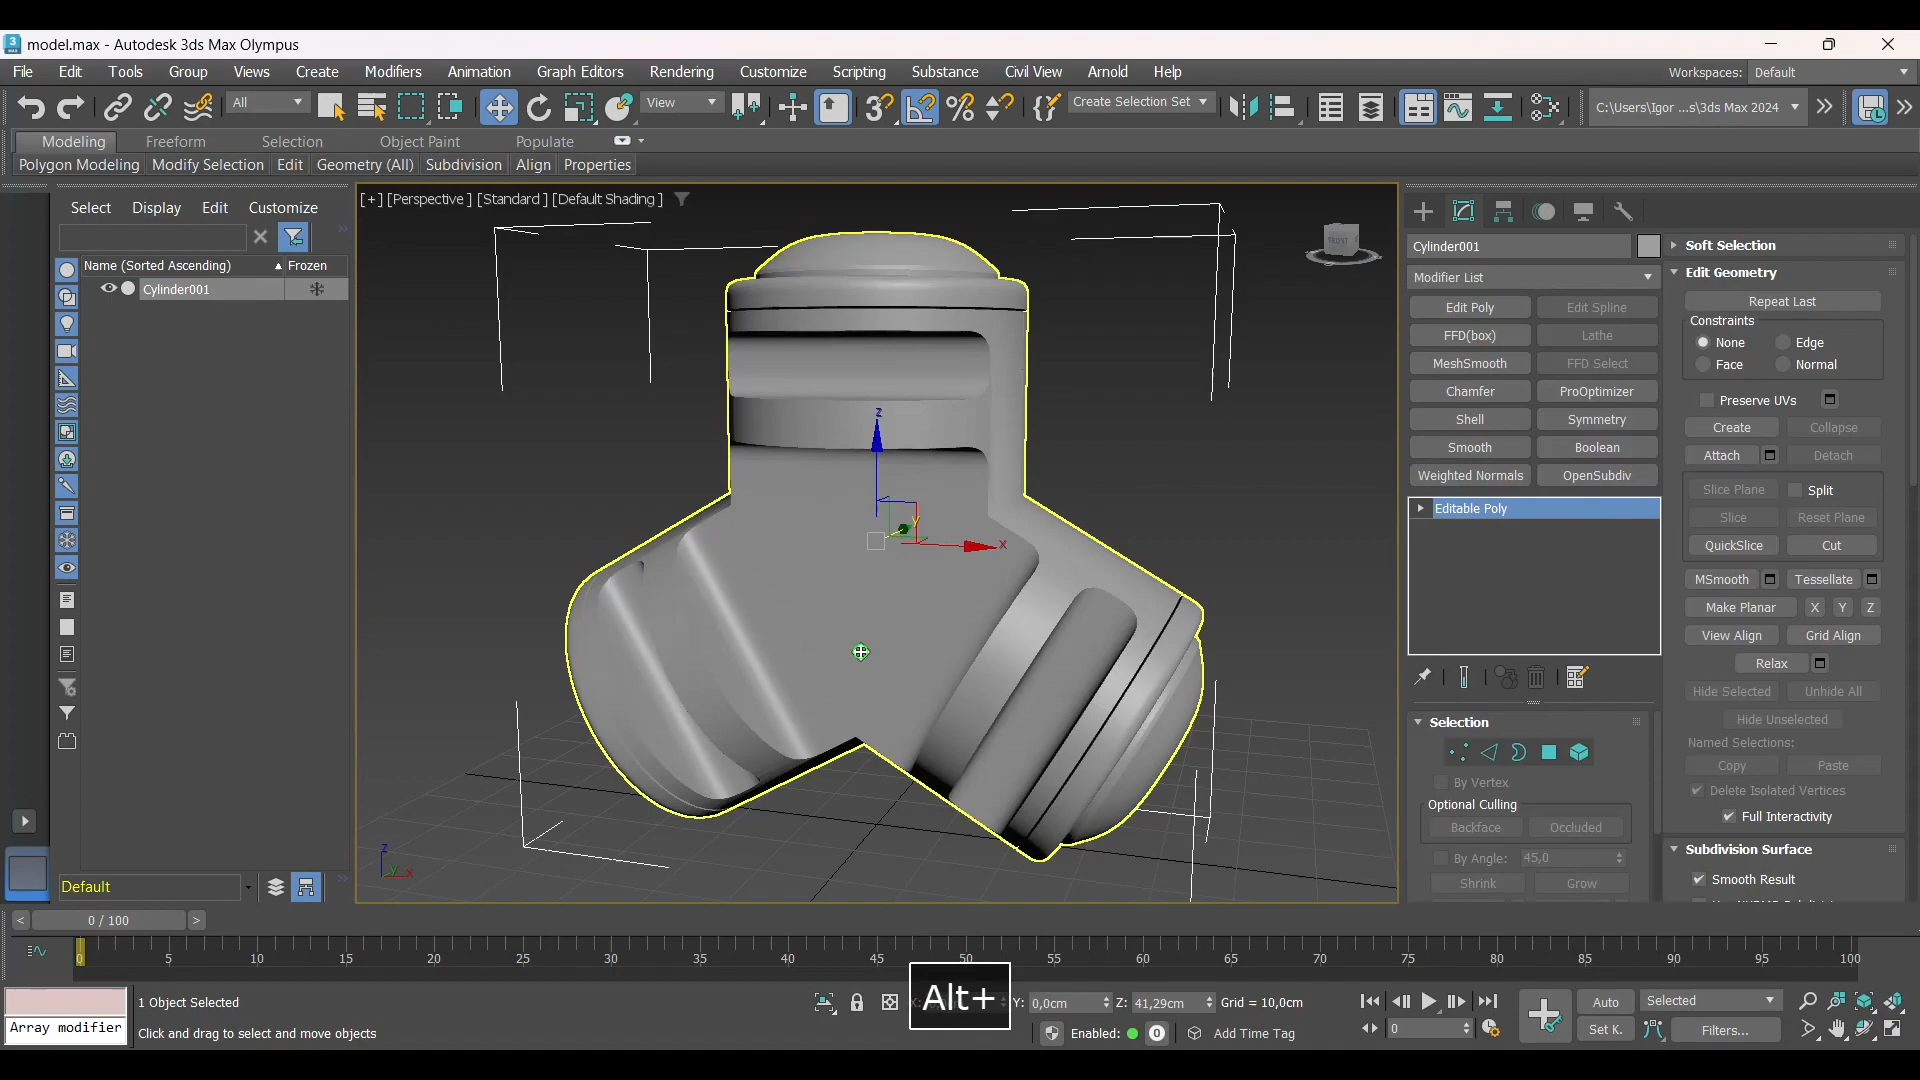 model.max - Autodesk 3ds Max Olympus
File Edit Tools Group Views Create Modifiers Animation Graph Editors Rendering Customize Scripting Substance Civil View Arnold Help Workspaces: Default
All View Create Selection Set C:\Users\Igor ...s\3ds Max 2024
Modeling Freeform Selection Object Paint Populate
Polygon Modeling Modify Selection Edit Geometry (All) Subdivision Align Properties
Select Display Edit Customize
Name (Sorted Ascending) Frozen
Cylinder001
Default
[+] [Perspective ] [Standard ] [Default Shading ]
FRONT
z
y
x
z
y
x
Cylinder001
Modifier List
Edit Poly Edit Spline
FFD(box) Lathe
MeshSmooth FFD Select
Chamfer ProOptimizer
Shell Symmetry
Smooth Boolean
Weighted Normals OpenSubdiv
Editable Poly
Selection
By Vertex
Optional Culling
Backface Occluded
By Angle: 45,0
Shrink Grow
Soft Selection
Edit Geometry
Repeat Last
Constraints
None Edge
Face Normal
Preserve UVs
Create Collapse
Attach Detach
Slice Plane Split
Slice Reset Plane
QuickSlice Cut
MSmooth Tessellate
Make Planar X Y Z
View Align Grid Align
Relax
Hide Selected Unhide All
Hide Unselected
Named Selections:
Copy Paste
Delete Isolated Vertices
Full Interactivity
Subdivision Surface
Smooth Result
< 0 / 100 >
0 5 10 15 20 25 30 35 40 45 50 55 60 65 70 75 80 85 90 95 100
Array modifier
1 Object Selected
Click and drag to select and move objects
Alt+
Y: 0,0cm Z: 41,29cm Grid = 10,0cm
Enabled: 0 Add Time Tag
0
Auto Selected
Set K. Filters...